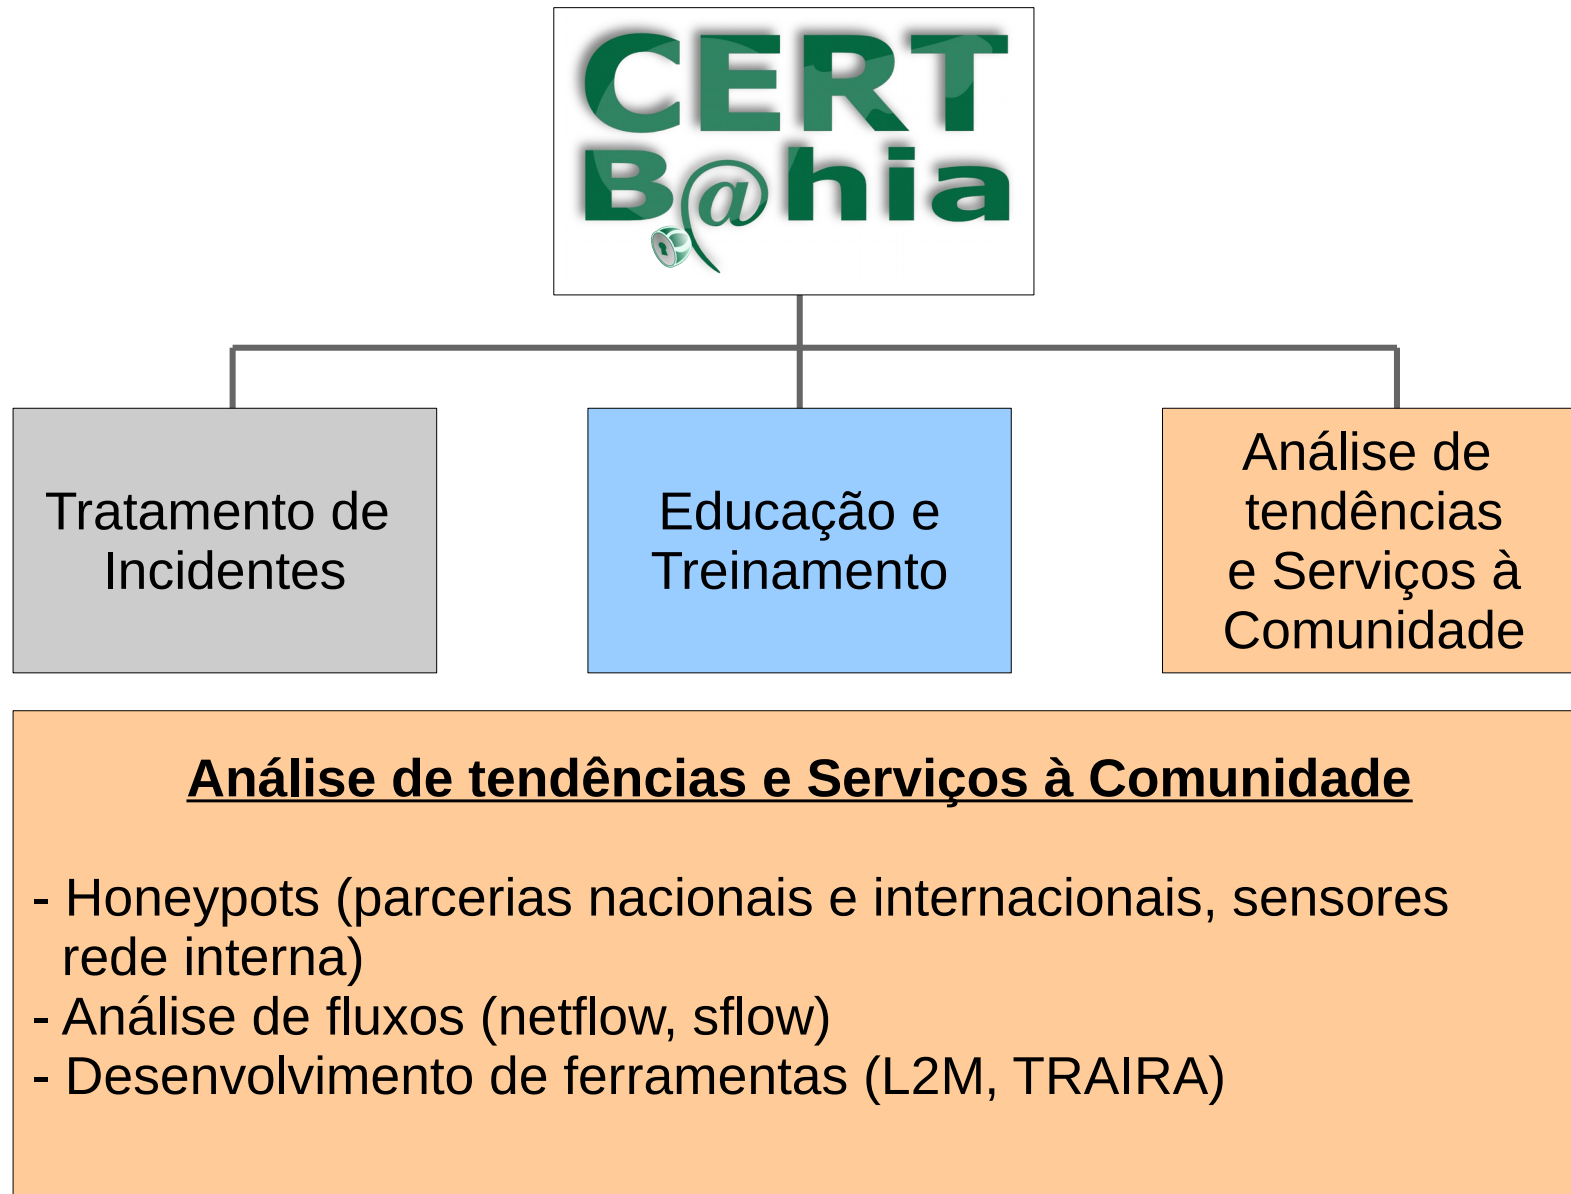 CERT
B@hia
Tratamento de
Incidentes
Educação e
Treinamento
Análise de
tendências
e Serviços à
Comunidade
Análise de tendências e Serviços à Comunidade
- Honeypots (parcerias nacionais e internacionais, sensores
rede interna)
- Análise de fluxos (netflow, sflow)
- Desenvolvimento de ferramentas (L2M, TRAIRA)